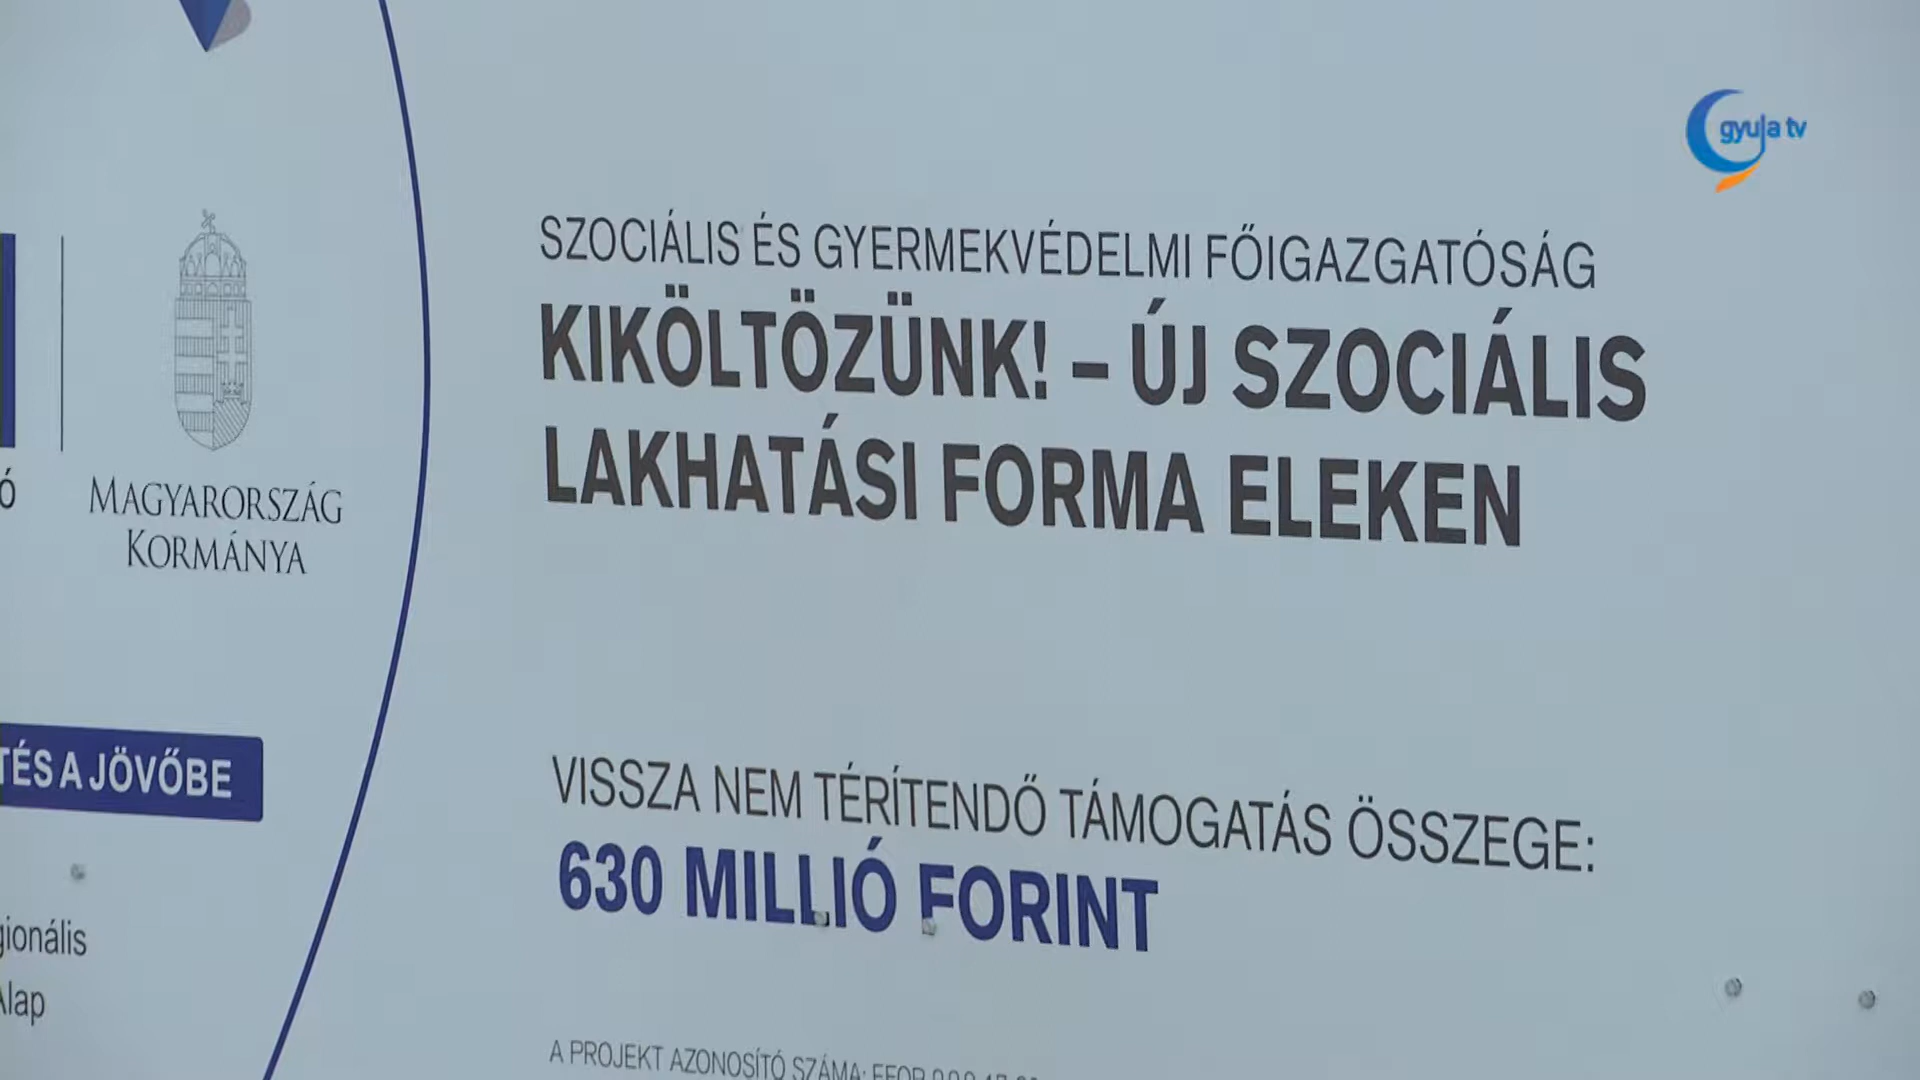 gyula tv
SZOCIÁLIS ÉS GYERMEKVÉDELMI FŐIGAZGATÓSÁG
KIKÖLTÖZÜNK! – ÚJ SZOCIÁLIS
LAKHATÁSI FORMA ELEKEN
MAGYARORSZÁG
KORMÁNYA
TÉS A JÖVŐBE
VISSZA NEM TÉRÍTENDŐ TÁMOGATÁS ÖSSZEGE:
630 MILLIÓ FORINT
gionális
Alap
A PROJEKT AZONOSÍTÓ SZÁMA: